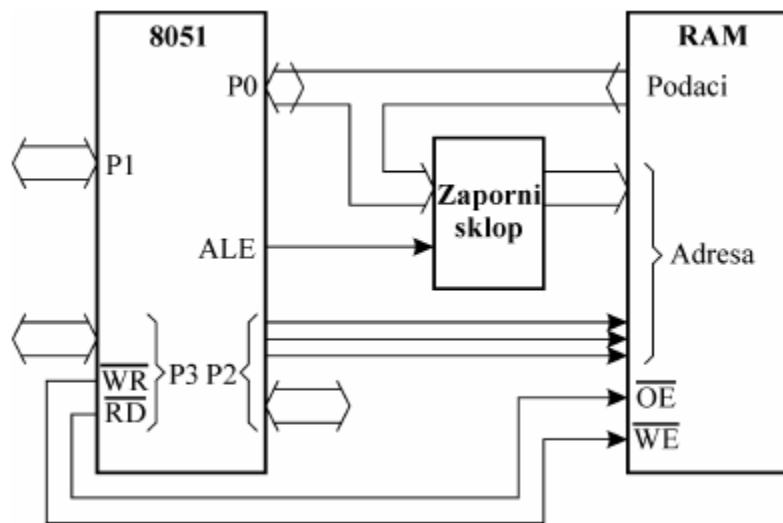 8051
RAM
P0
Podaci
P1
Zaporni
sklop
ALE
Adresa
WR
RD
P3
P2
OE
WE